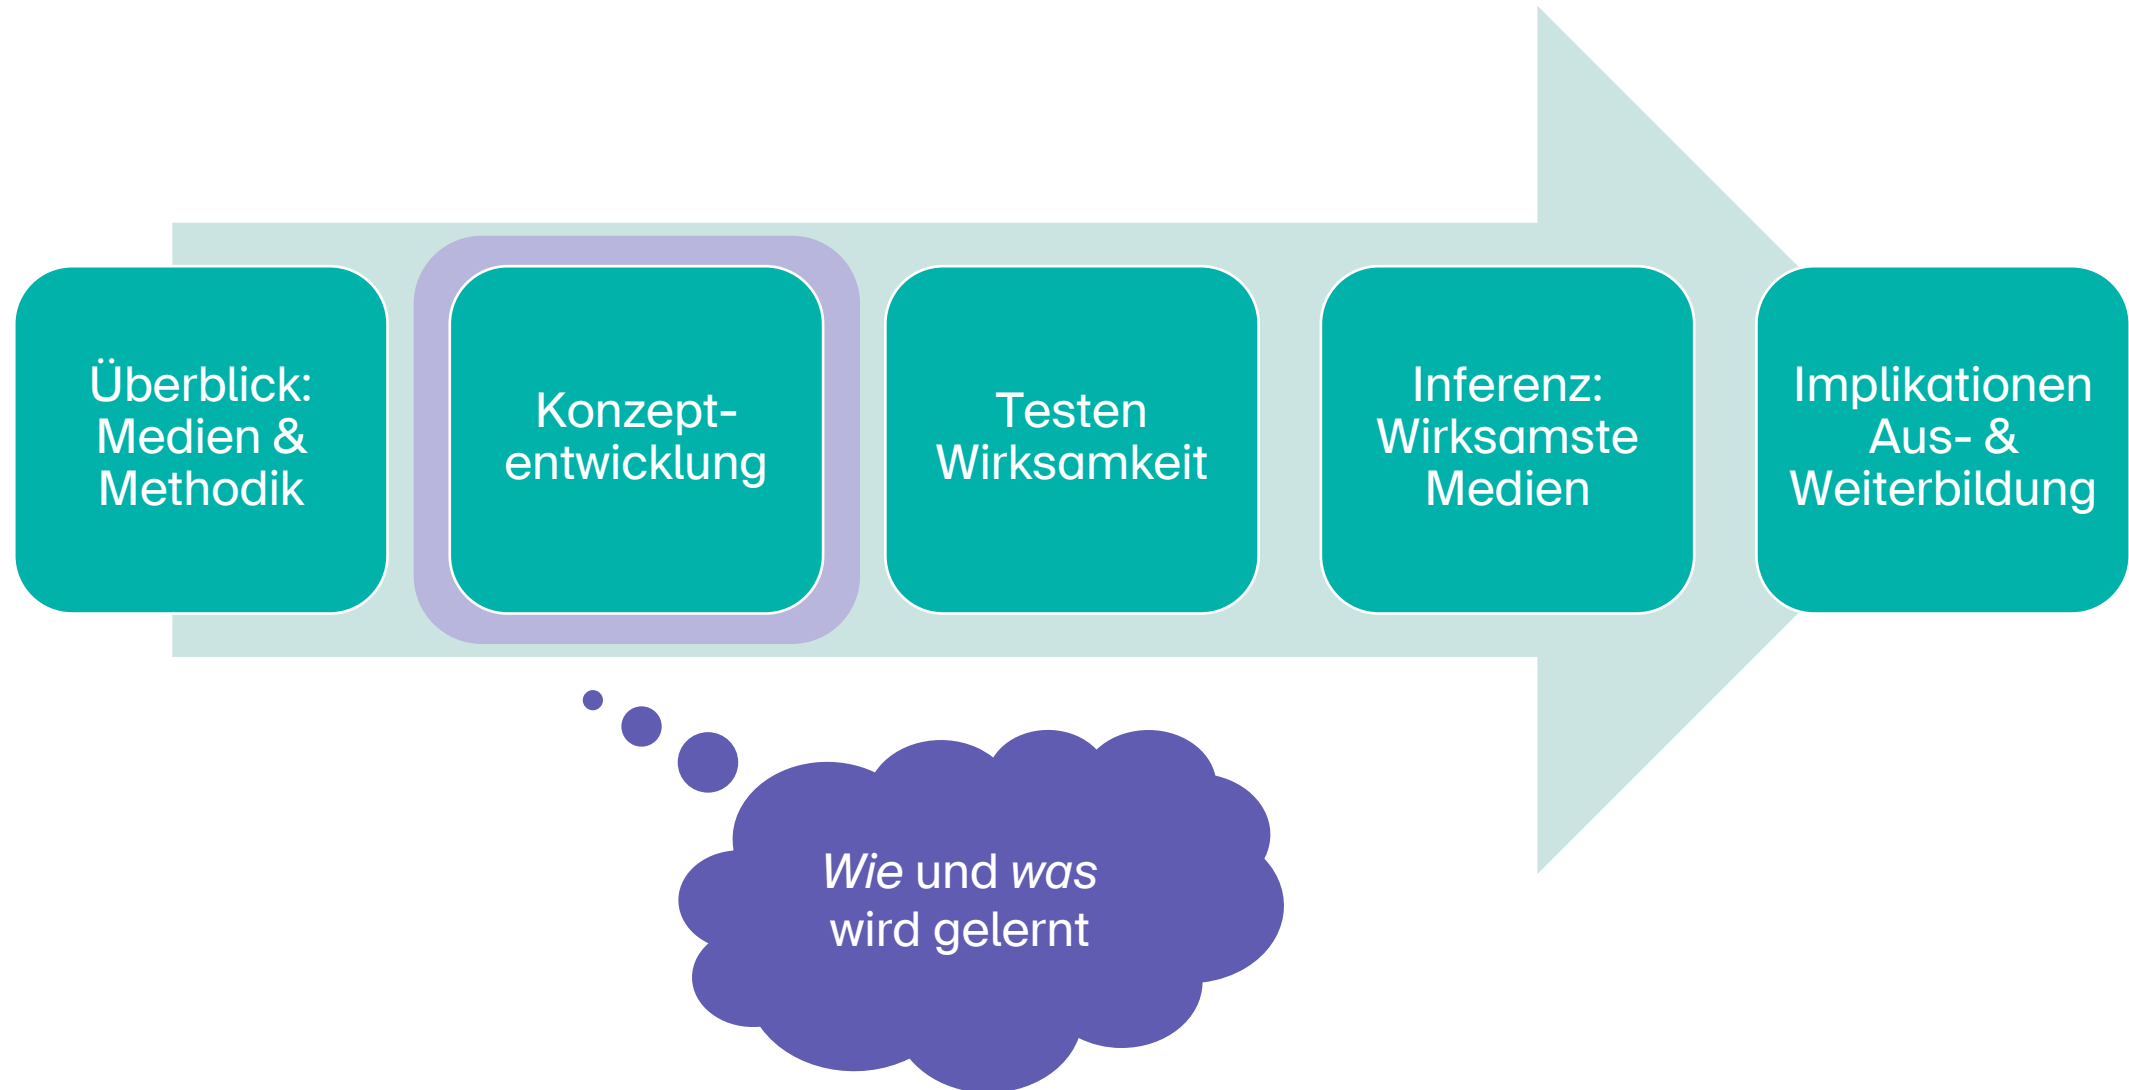 Überblick:
Medien &
Methodik
Konzept-
entwicklung
Testen
Wirksamkeit
Inferenz:
Wirksamste
Medien
Implikationen
Aus- &
Weiterbildung
Wie und was
wird gelernt